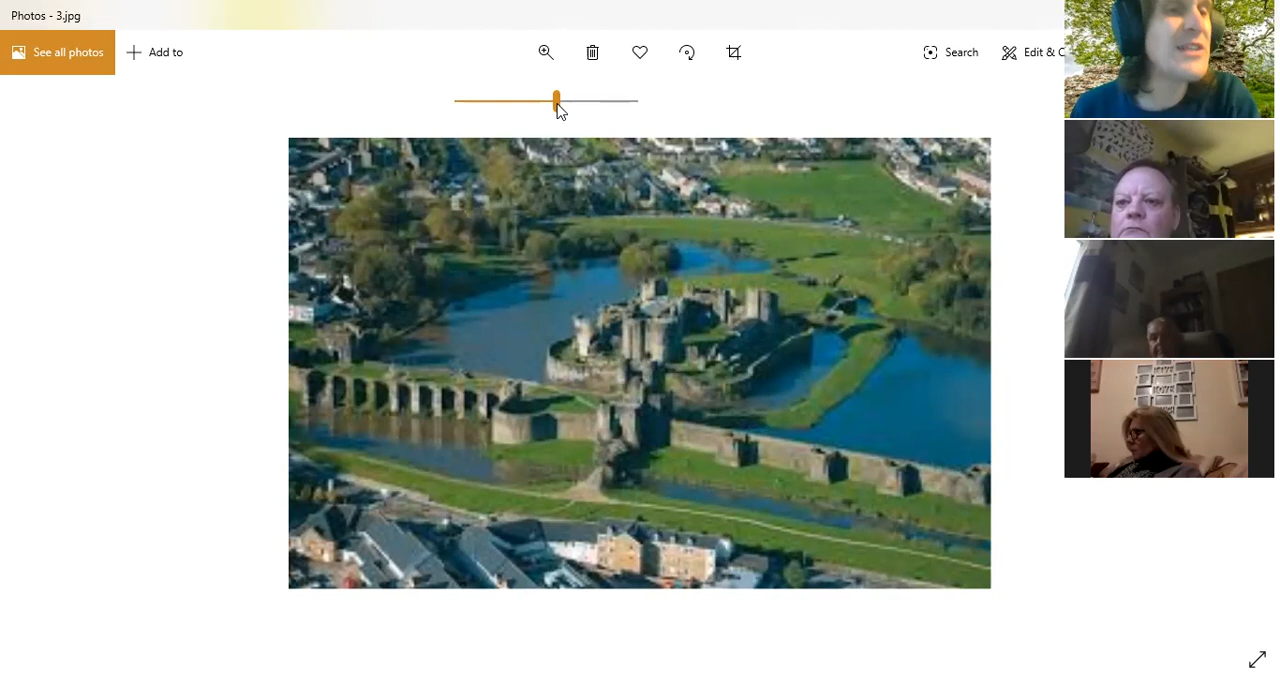 Photos - 3.jpg
See all photos
Add to
Search
Edit & C